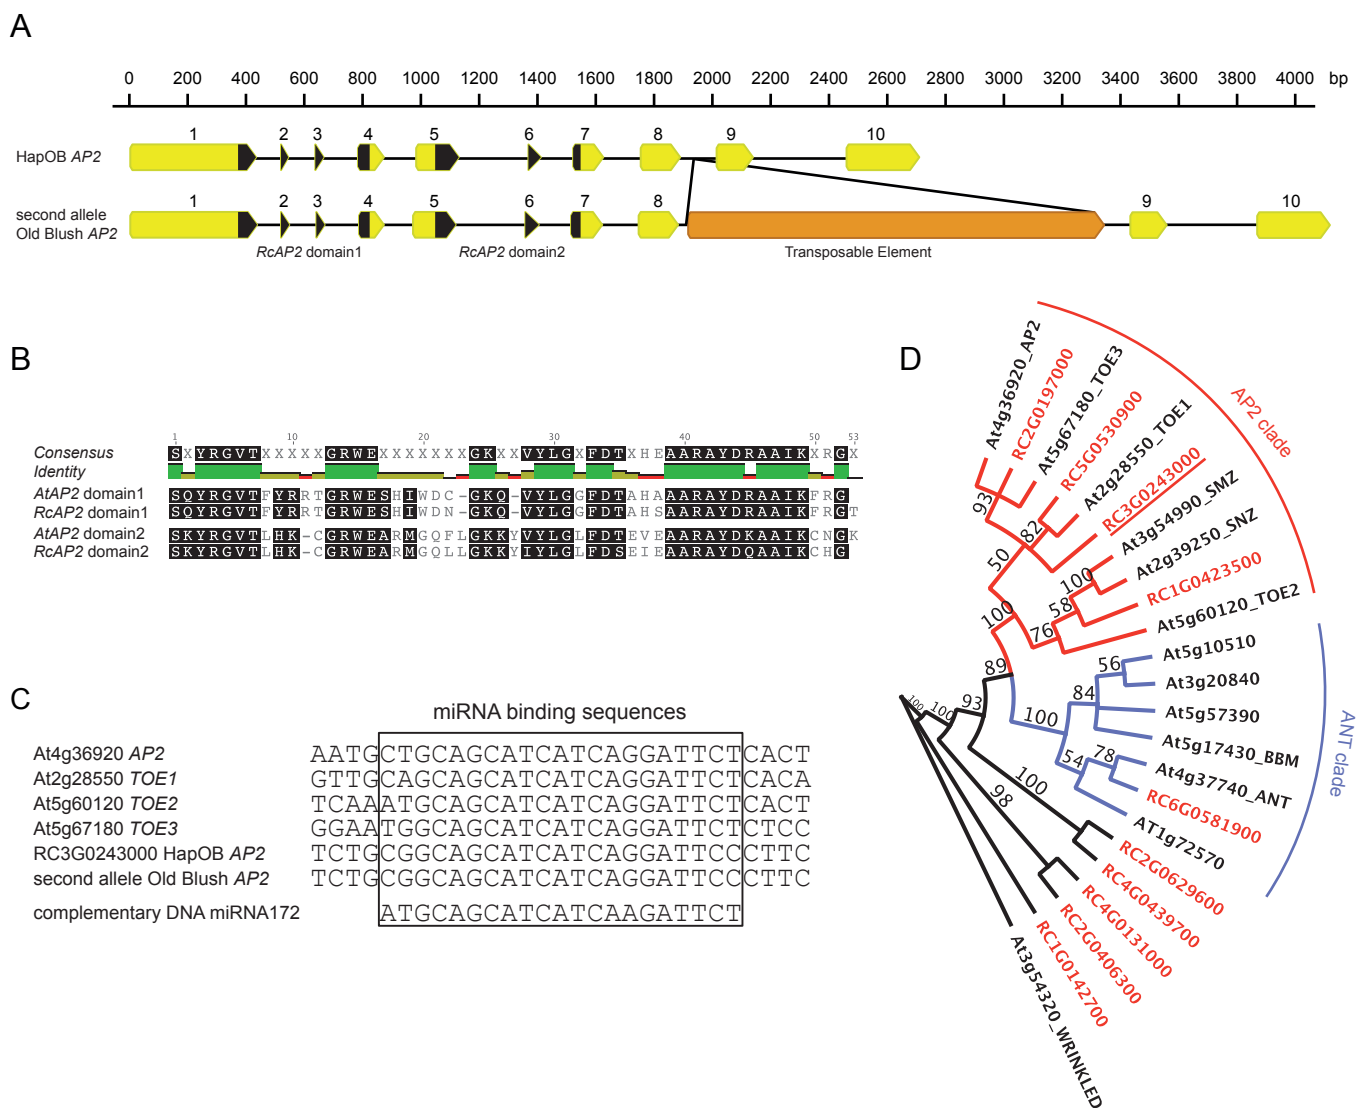 A
0 200 400 600 800 1000 1200 1400 1600 1800 2000 2200 2400 2600 2800 3000 3200 3400 3600 3800 4000 bp
1 2 3 4 5 6 7 8 9 10
HapOB AP2
1 2 3 4 5 6 7 8 9 10
second allele
Old Blush AP2
RcAP2 domain1 RcAP2 domain2 Transposable Element
B
1 10 20 30 40 50 53
Consensus SXYRGVTXXXXXGRWEXXXXXXXGKXXVYLGXFDTXHEAARAYDRAAIKXRGX
Identity
AtAP2 domain1 SQYRGVTFYRRTGRWESHIWDC-GKQ-VYLGGFDTAHAAARAYDRAAIKFRG
RcAP2 domain1 SQYRGVTFYRRTGRWESHIWDN-GKQ-VYLGGFDTAHSAARAYDRAAIKFRGT
AtAP2 domain2 SKYRGVTLHK-CGRWEARMGQFLGKKYVYLGLFDTEVEAARAYDKAAIKCNGK
RcAP2 domain2 SKYRGVTLHK-CGRWEARMGQLLGKKYIYLGLFDSEIEAARAYDQAAIKCHG
C
miRNA binding sequences
At4g36920 AP2 AATGCTGCAGCATCATCAGGATTCTCACT
At2g28550 TOE1 GTTGCAGCAGCATCATCAGGATTCTCACA
At5g60120 TOE2 TCAAATGCAGCATCATCAGGATTCTCACT
At5g67180 TOE3 GGAATGGCAGCATCATCAGGATTCTCTCC
RC3G0243000 HapOB AP2 TCTGCGGCAGCATCATCAGGATTCCCTTC
second allele Old Blush AP2 TCTGCGGCAGCATCATCAGGATTCCCTTC
complementary DNA miRNA172 ATGCAGCATCATCAAGATTCT
D
At4g36920_AP2
RC2G0197000
At5g67180_TOE3
RC5G0530900
At2g28550_TOE1
RC3G0243000
At3g54990_SMZ
At2g39250_SNZ
RC1G0423500
At5g60120_TOE2
AP2 clade
At5g10510
At3g20840
At5g57390
At5g17430_BBM
At4g37740_ANT
RC6G0581900
AT1g72570
ANT clade
RC2G0629600
RC4G0439700
RC4G0131000
RC2G0406300
RC1G0142700
At3g54320_WRINKLED
93
82
50
100
58
76
100
89
56
84
100
78
54
93
100
100
100
98